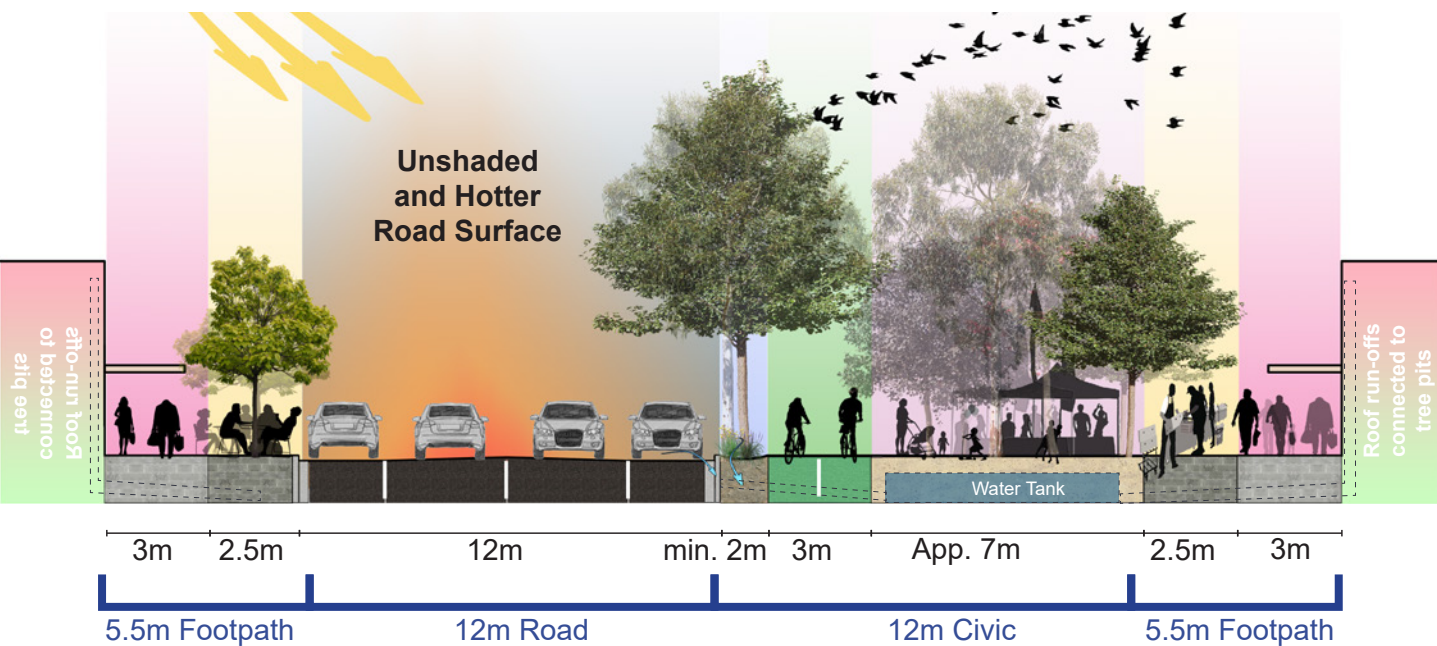 Unshaded
and Hotter
Road Surface
Roof run-offs
connected to
tree pits
Roof run-offs
connected to
tree pits
Water Tank
3m
2.5m
12m
min. 2m
3m
App. 7m
2.5m
3m
5.5m Footpath
12m Road
12m Civic
5.5m Footpath